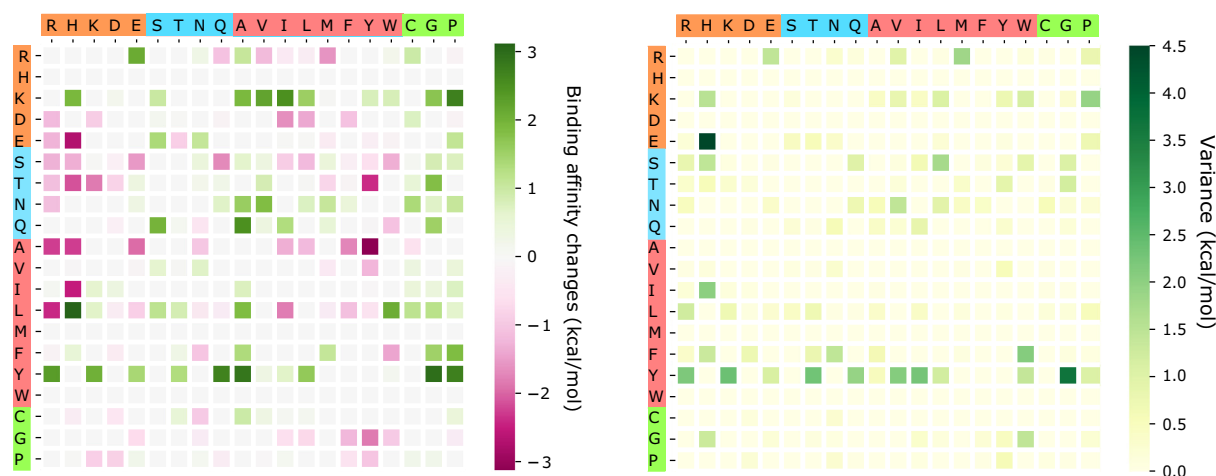 R H K D E S T N Q A V I L M F Y W C G P
R
H
K
D
E
S
T
N
Q
A
V
I
L
M
F
Y
W
C
G
P
3
2
1
0
−1
−2
−3
Binding affinity changes (kcal/mol)
R H K D E S T N Q A V I L M F Y W C G P
R
H
K
D
E
S
T
N
Q
A
V
I
L
M
F
Y
W
C
G
P
4.5
4.0
3.5
3.0
2.5
2.0
1.5
1.0
0.5
0.0
Variance (kcal/mol)